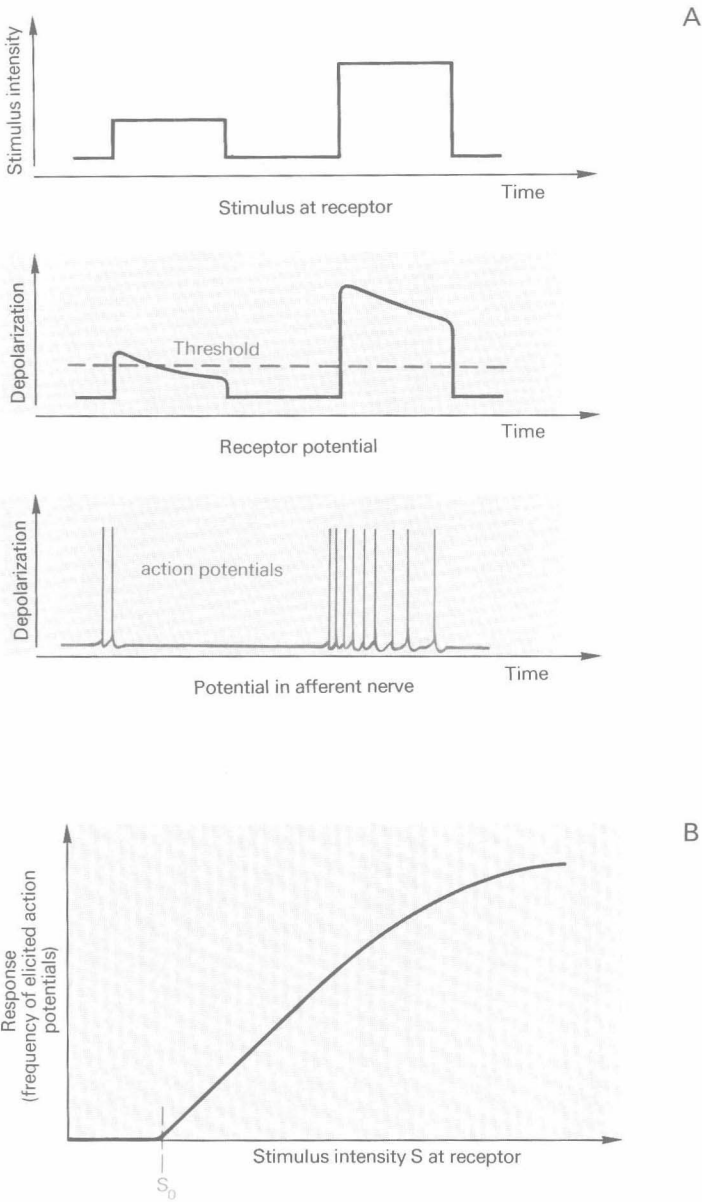 A
Stimulus intensity
Time
Stimulus at receptor
Depolarization
Threshold
Time
Receptor potential
Depolarization
action potentials
Time
Potential in afferent nerve
B
Response
(frequency of elicited action
potentials)
Stimulus intensity S at receptor
S₀